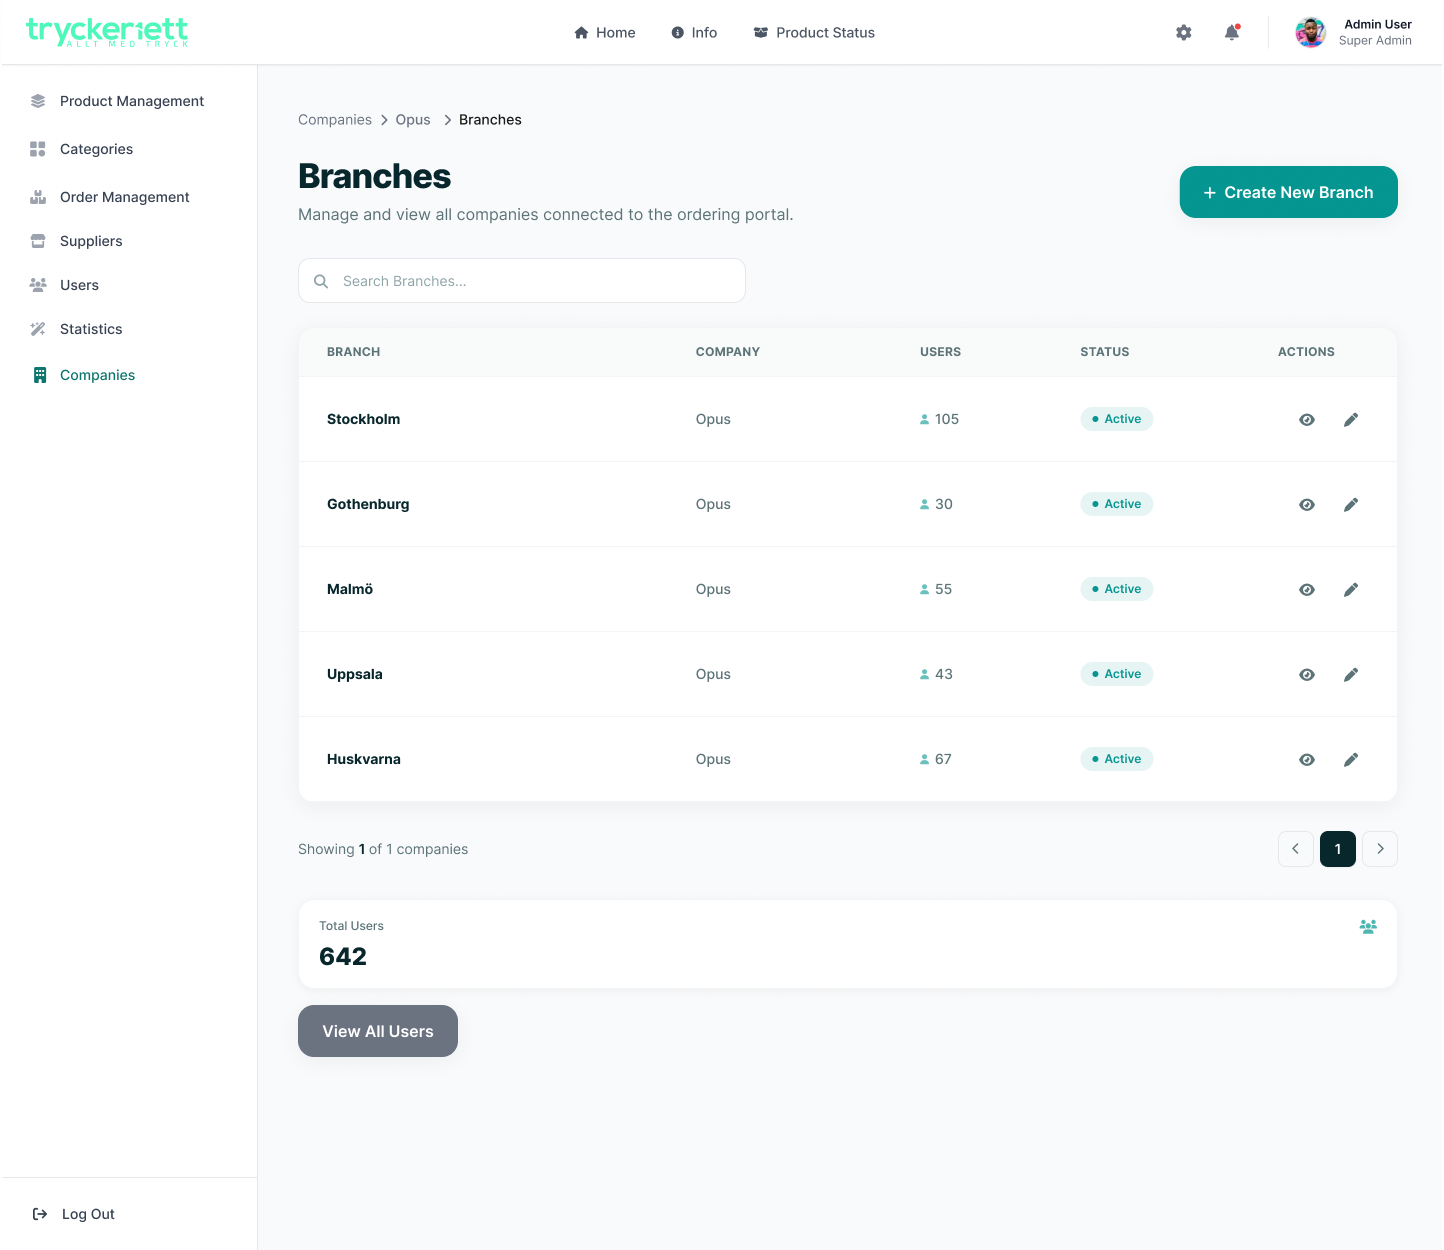 tryckeriett
ALLT MED TRYCK
Home
Info
Product Status
Admin User
Super Admin
Product Management
Categories
Order Management
Suppliers
Users
Statistics
Companies
Log Out
Companies > Opus > Branches
Branches
Manage and view all companies connected to the ordering portal.
+ Create New Branch
Search Branches...
BRANCH COMPANY USERS STATUS ACTIONS
Stockholm Opus 105 Active
Gothenburg Opus 30 Active
Malmö Opus 55 Active
Uppsala Opus 43 Active
Huskvarna Opus 67 Active
Showing 1 of 1 companies
1
Total Users
642
View All Users